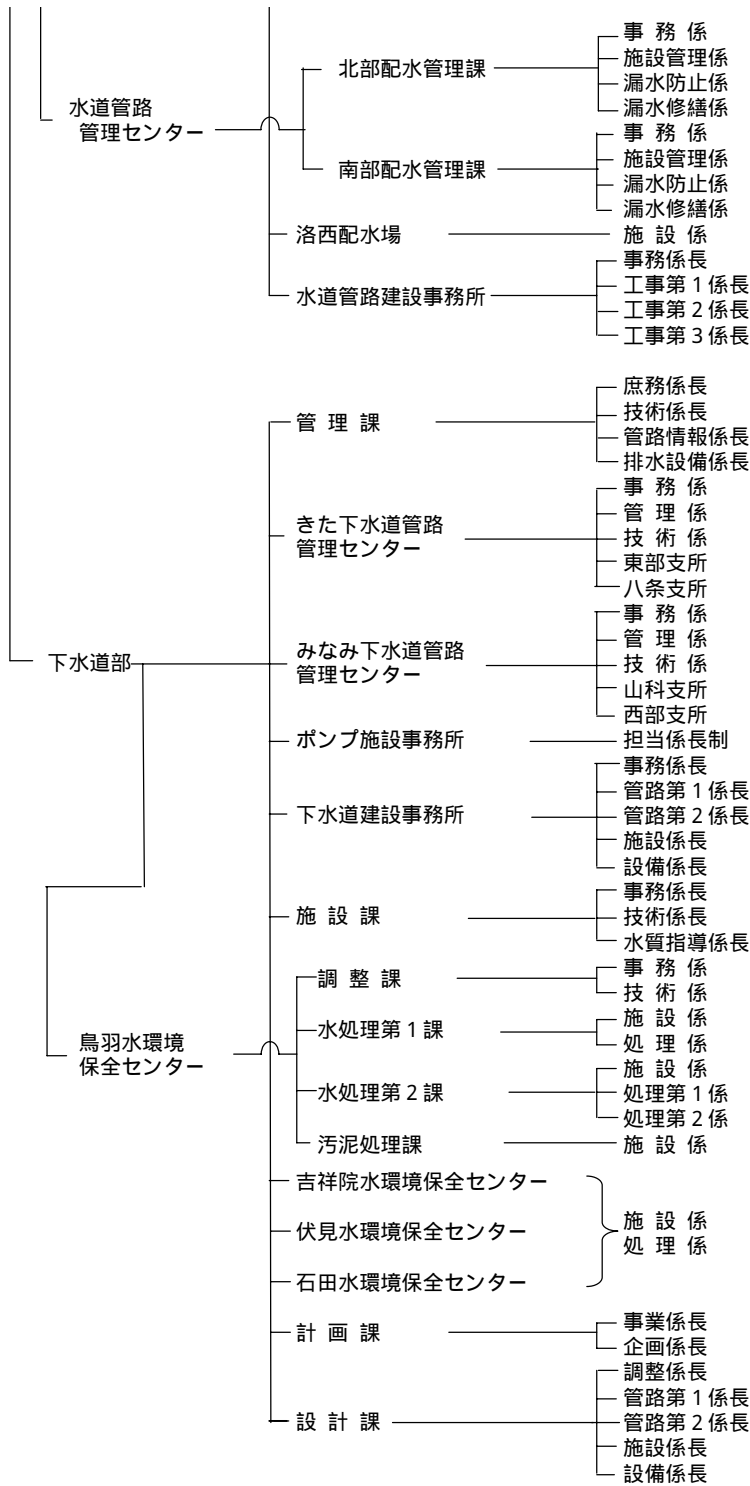 水道管路
管理センター
北部配水管理課
事 務 係
施設管理係
漏水防止係
漏水修繕係
南部配水管理課
事 務 係
施設管理係
漏水防止係
漏水修繕係
洛西配水場
施 設 係
水道管路建設事務所
事務係長
工事第1係長
工事第2係長
工事第3係長
下水道部
管 理 課
庶務係長
技術係長
管路情報係長
排水設備係長
きた下水道管路
管理センター
事 務 係
管 理 係
技 術 係
東部支所
八条支所
みなみ下水道管路
管理センター
事 務 係
管 理 係
技 術 係
山科支所
西部支所
ポンプ施設事務所
担当係長制
下水道建設事務所
事務係長
管路第1係長
管路第2係長
施設係長
設備係長
施 設 課
事務係長
技術係長
水質指導係長
鳥羽水環境
保全センター
調 整 課
事 務 係
技 術 係
水処理第1課
施 設 係
処 理 係
水処理第2課
施 設 係
処理第1係
処理第2係
汚泥処理課
施 設 係
吉祥院水環境保全センター
伏見水環境保全センター
石田水環境保全センター
施 設 係
処 理 係
計 画 課
事業係長
企画係長
設 計 課
調整係長
管路第1係長
管路第2係長
施設係長
設備係長